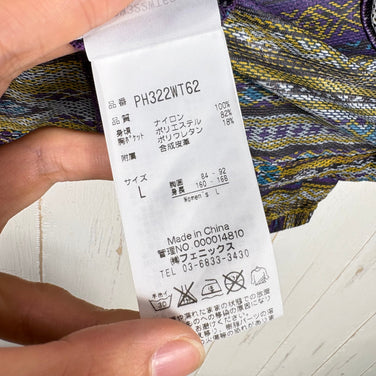 品番 PH322WT62
身頃 ナイロン 100%
胸ポケット ポリエステル 82%
ポリウレタン 18%
附属 合成皮革
サイズ
L 胸囲 84 - 92
身長 160 - 168
Women's L
Made in China
管理NO. 000014810
㈱フェニックス
TEL 03-6833-3430